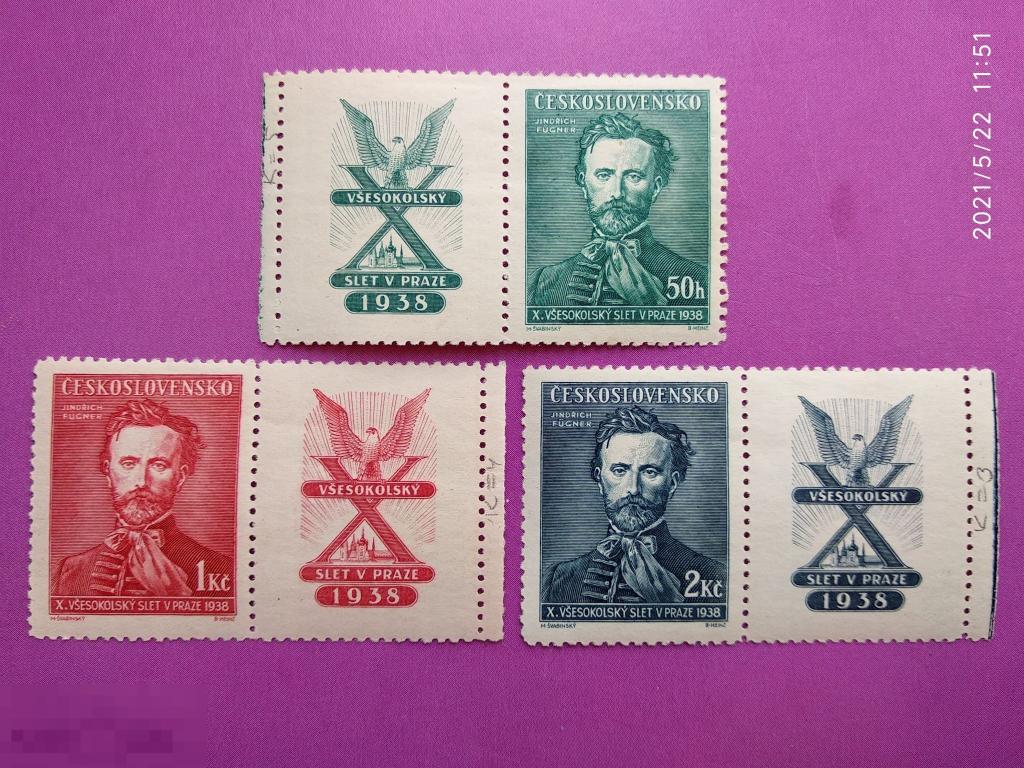 2021/5/22 11:51
VŠESOKOLSKÝ
SLET V PRAZE
1938
ČESKOSLOVENSKO
JINDŘICH
FÜGNER
50h
X. VŠESOKOLSKÝ SLET V PRAZE 1938
M·ŠVABINSKÝ B·HEINZ
ČESKOSLOVENSKO
JINDŘICH
FÜGNER
1Kč
X. VŠESOKOLSKÝ SLET V PRAZE 1938
M·ŠVABINSKÝ B·HEINZ
VŠESOKOLSKÝ
SLET V PRAZE
1938
ČESKOSLOVENSKO
JINDŘICH
FÜGNER
2Kč
X. VŠESOKOLSKÝ SLET V PRAZE 1938
M·ŠVABINSKÝ B·HEINZ
VŠESOKOLSKÝ
SLET V PRAZE
1938